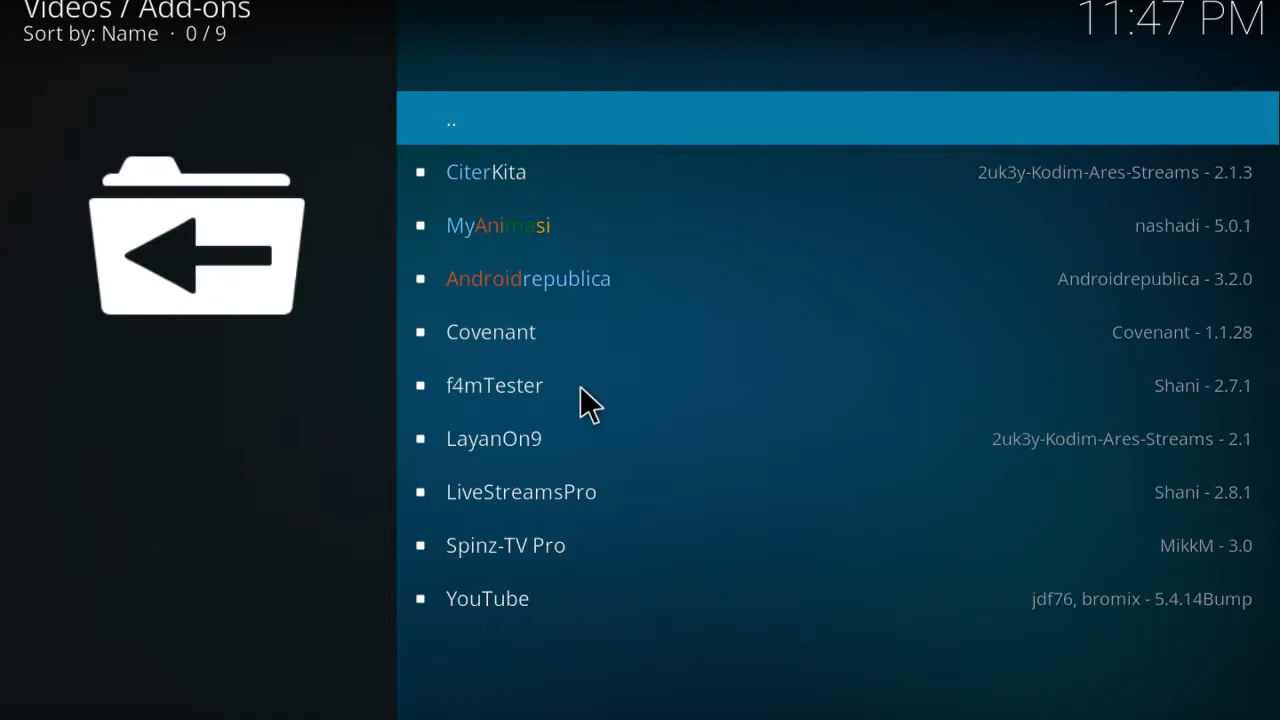 Videos / Add-ons
Sort by: Name · 0 / 9
11:47 PM
..
CiterKita 2uk3y-Kodim-Ares-Streams - 2.1.3
MyAnimasi nashadi - 5.0.1
Androidrepublica Androidrepublica - 3.2.0
Covenant Covenant - 1.1.28
f4mTester Shani - 2.7.1
LayanOn9 2uk3y-Kodim-Ares-Streams - 2.1
LiveStreamsPro Shani - 2.8.1
Spinz-TV Pro MikkM - 3.0
YouTube jdf76, bromix - 5.4.14Bump